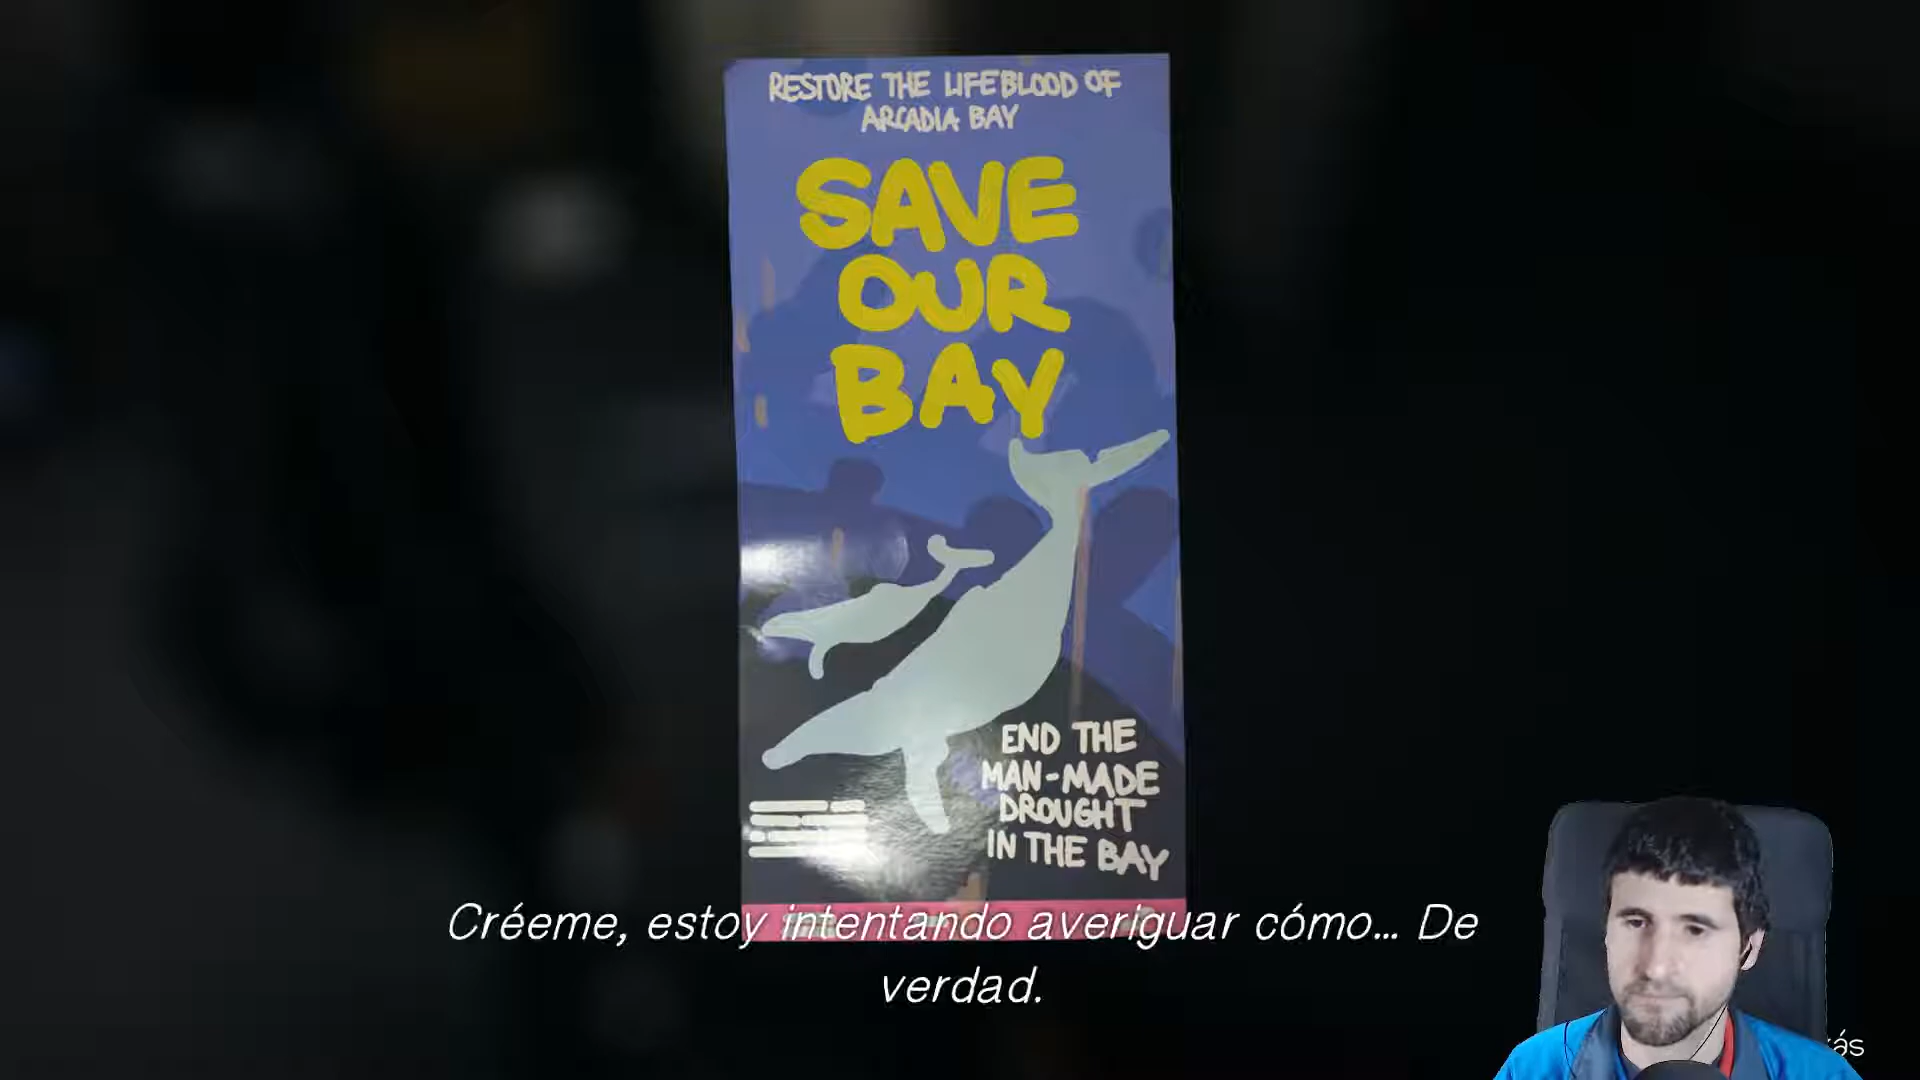 RESTORE THE LIFEBLOOD OF
ARCADIA BAY
SAVE
OUR
BAY
END THE
MAN-MADE
DROUGHT
IN THE BAY
Créeme, estoy intentando averiguar cómo... De
verdad.